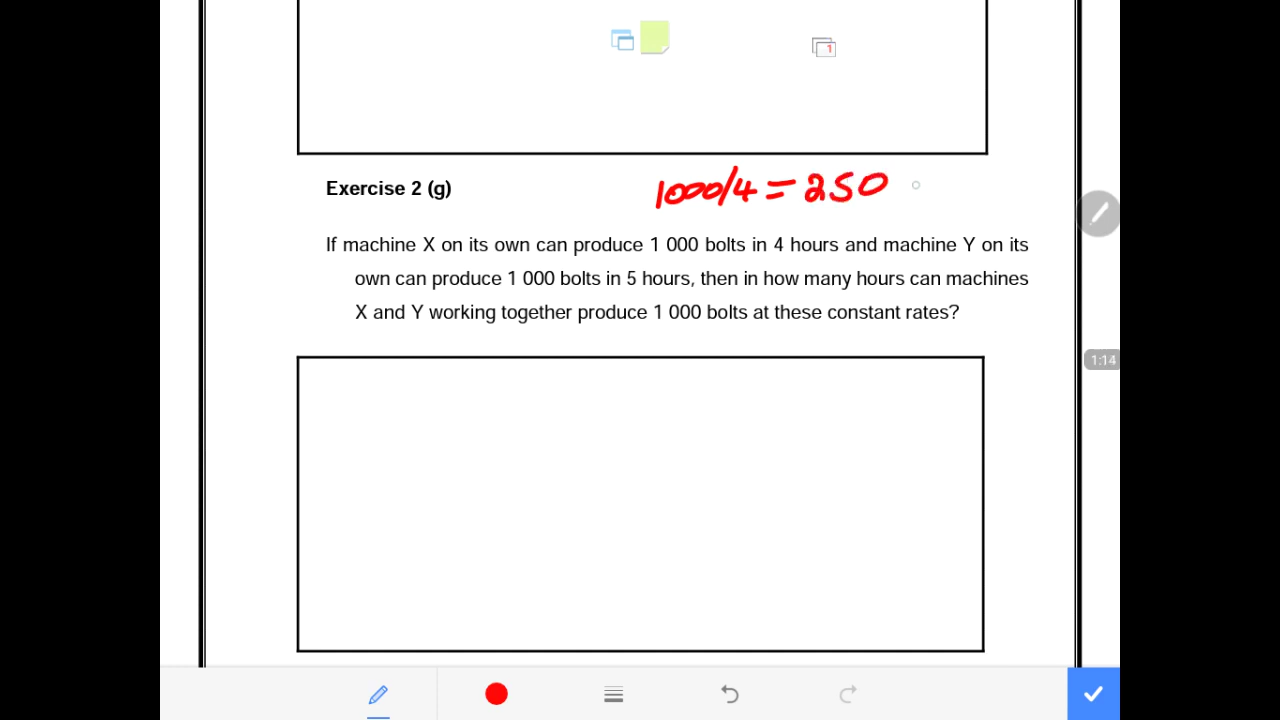 1
Exercise 2 (g)
1000/4 = 250
If machine X on its own can produce 1 000 bolts in 4 hours and machine Y on its
own can produce 1 000 bolts in 5 hours, then in how many hours can machines
X and Y working together produce 1 000 bolts at these constant rates?
1:14